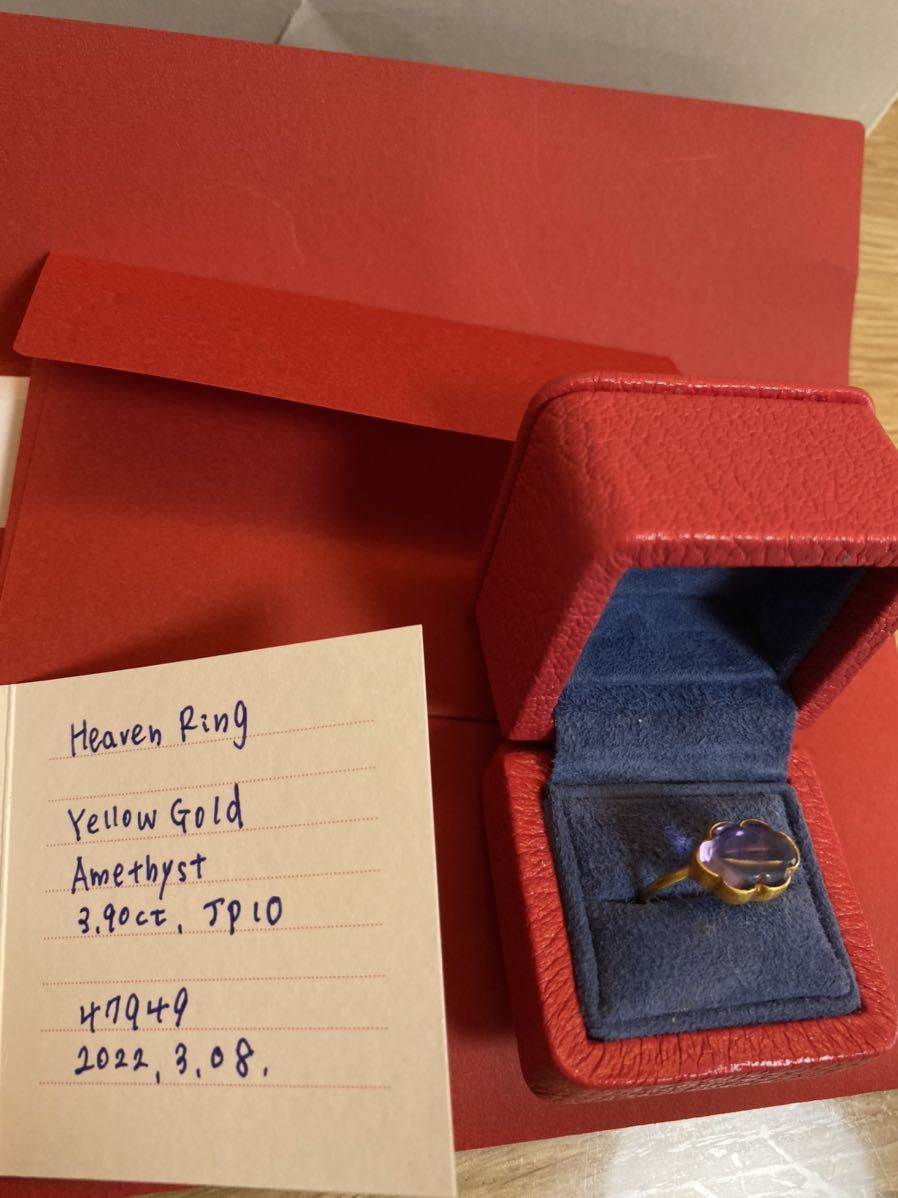 Heaven Ring
Yellow Gold
Amethyst
3.90ct, JP10
47949
2022.3.08.